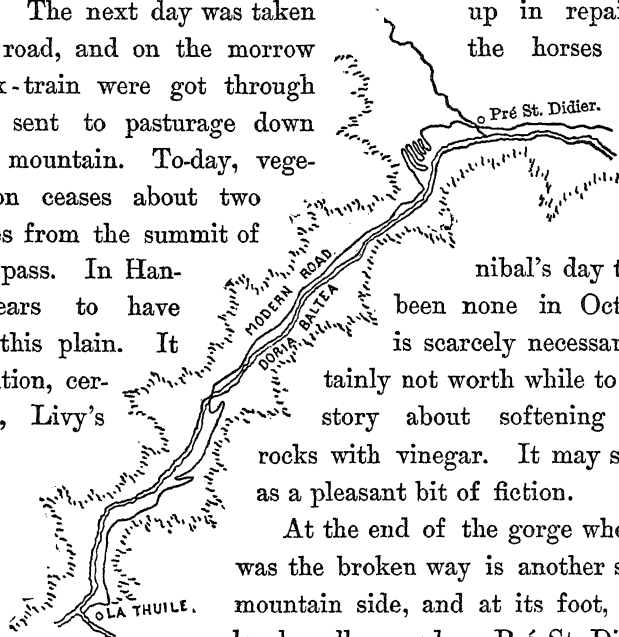 The next day was taken up in repai
road, and on the morrow the horses
k-train were got through
sent to pasturage down
mountain. To-day, vege-
on ceases about two
es from the summit of
pass. In Han- nibal's day t
ears to have been none in Oct
this plain. It is scarcely necessar
tion, cer- tainly not worth while to
, Livy's story about softening
rocks with vinegar. It may s
as a pleasant bit of fiction.
At the end of the gorge whe
was the broken way is another s
mountain side, and at its foot,
Pré St. Didier.
MODERN ROAD
DORIA BALTEA
LA THUILE.